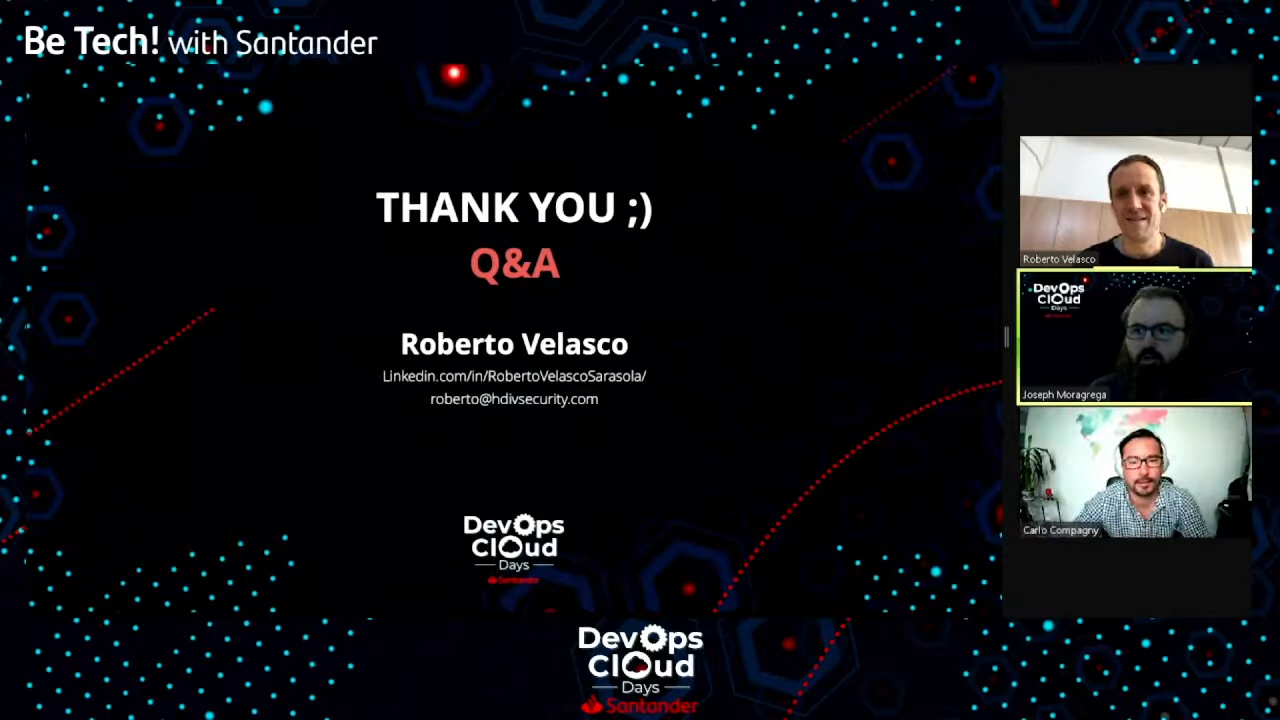 Be Tech! with Santander
THANK YOU ;)
Q&A
Roberto Velasco
Linkedin.com/in/RobertoVelascoSarasola/
roberto@hdivsecurity.com
DevOps
Cloud
Days
Santander
Roberto Velasco
DevOps
Cloud
Days
Joseph Moragrega
Carlo Compagny
DevOps
Cloud
Days
Santander